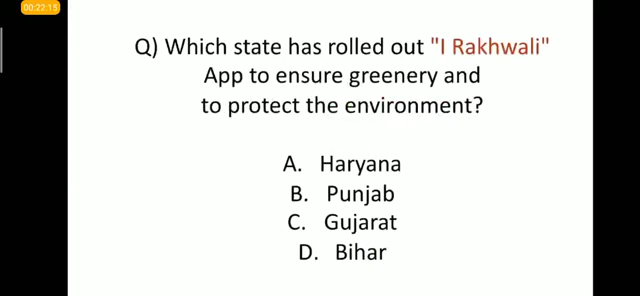 00:22:15
Q) Which state has rolled out "I Rakhwali"
App to ensure greenery and
to protect the environment?
A. Haryana
B. Punjab
C. Gujarat
D. Bihar